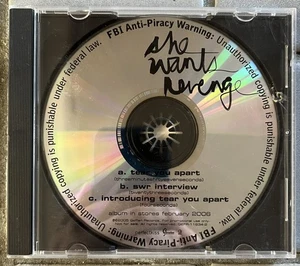 FBI Anti-Piracy Warning: Unauthorized copying is punishable under federal law.
she
wants
revenge
a. tear you apart
b. swr interview
c. introducing tear you apart
album in stores february 2006
FBI Anti-Piracy Warning: Unauthorized copying is punishable under federal law.